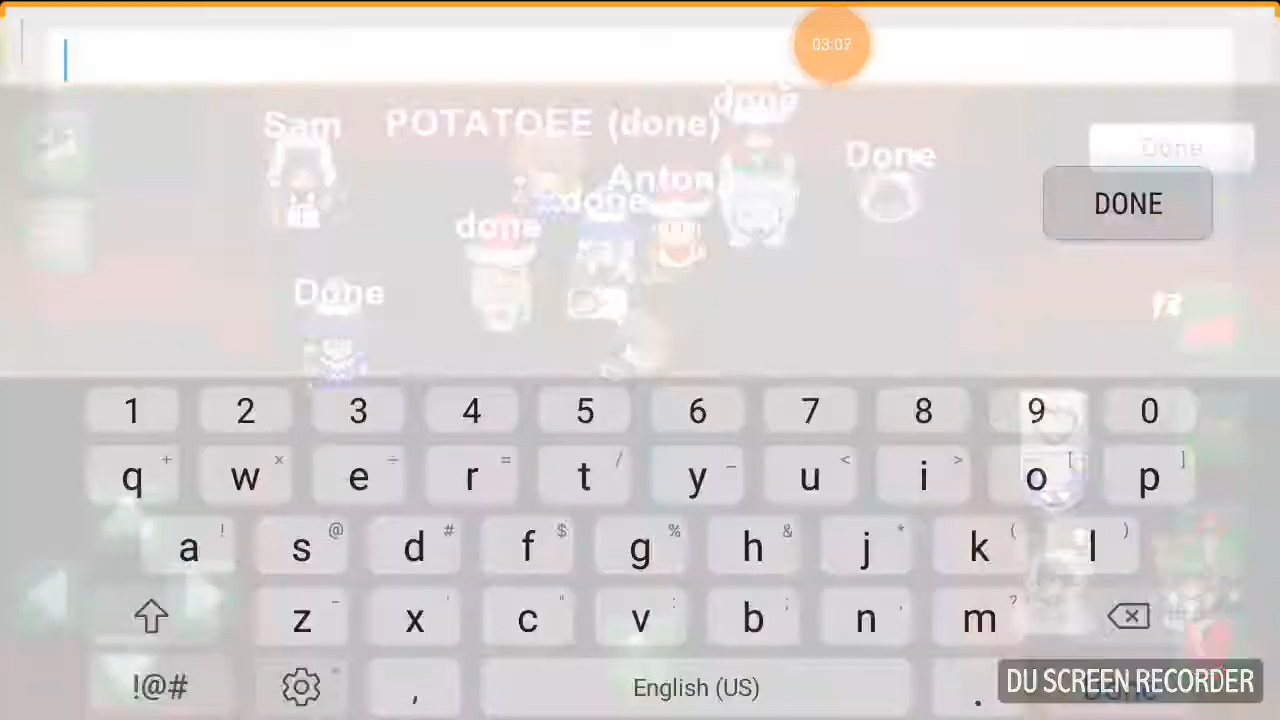 03:02
Sam
POTATOEE (done)
done
Done
Done
Anton
done
done
DONE
Done
1 2 3 4 5 6 7 8 9 0
q w e r t y u i o p
a s d f g h j k l
z x c v b n m
!@# , English (US) .
DU SCREEN RECORDER